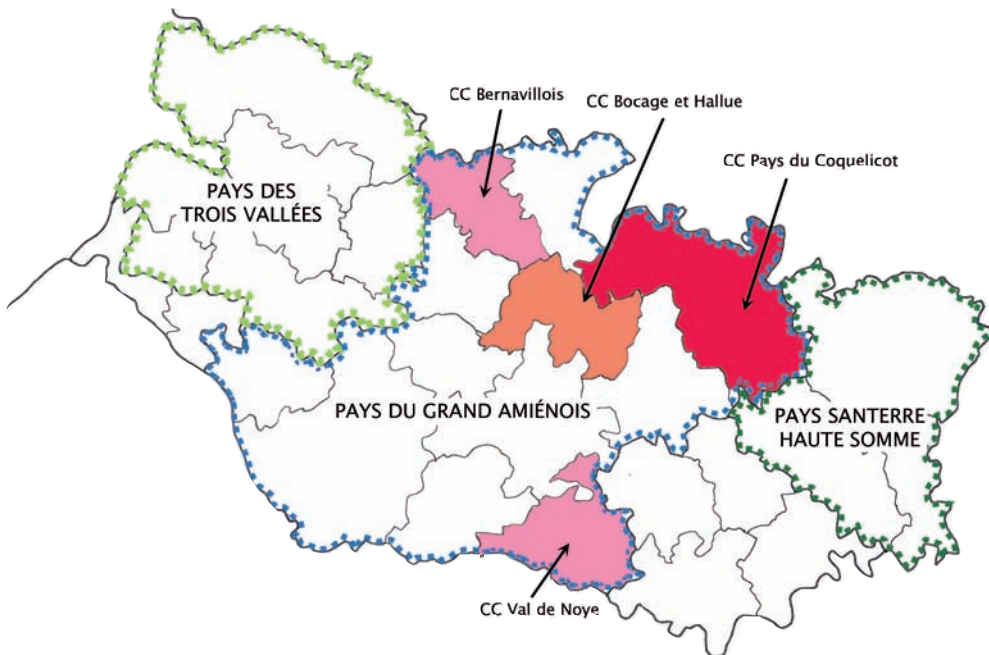 CC Bernavillois
CC Bocage et Hallue
CC Pays du Coquelicot
PAYS DES
TROIS VALLÉES
PAYS DU GRAND AMIÉNOIS
PAYS SANTERRE
HAUTE SOMME
CC Val de Noye